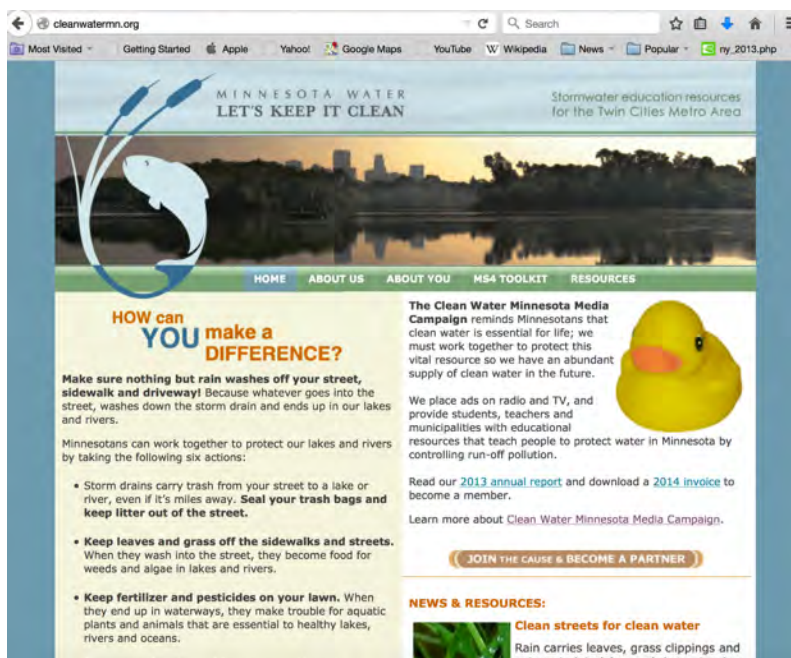 cleanwatermn.org
Search
Most Visited
Getting Started
Apple
Yahoo!
Google Maps
YouTube
W Wikipedia
News
Popular
ny_2013.php
MINNESOTA WATER
LET'S KEEP IT CLEAN
Stormwater education resources
for the Twin Cities Metro Area
HOME
ABOUT US
ABOUT YOU
MS4 TOOLKIT
RESOURCES
HOW can
YOU make a
DIFFERENCE?
Make sure nothing but rain washes off your street,
sidewalk and driveway! Because whatever goes into the
street, washes down the storm drain and ends up in our lakes
and rivers.
Minnesotans can work together to protect our lakes and rivers
by taking the following six actions:
• Storm drains carry trash from your street to a lake or
river, even if it's miles away. Seal your trash bags and
keep litter out of the street.
• Keep leaves and grass off the sidewalks and streets.
When they wash into the street, they become food for
weeds and algae in lakes and rivers.
• Keep fertilizer and pesticides on your lawn. When
they end up in waterways, they make trouble for aquatic
plants and animals that are essential to healthy lakes,
rivers and oceans.
The Clean Water Minnesota Media
Campaign reminds Minnesotans that
clean water is essential for life; we
must work together to protect this
vital resource so we have an abundant
supply of clean water in the future.
We place ads on radio and TV, and
provide students, teachers and
municipalities with educational
resources that teach people to protect water in Minnesota by
controlling run-off pollution.
Read our 2013 annual report and download a 2014 invoice to
become a member.
Learn more about Clean Water Minnesota Media Campaign.
JOIN THE CAUSE & BECOME A PARTNER
NEWS & RESOURCES:
Clean streets for clean water
Rain carries leaves, grass clippings and